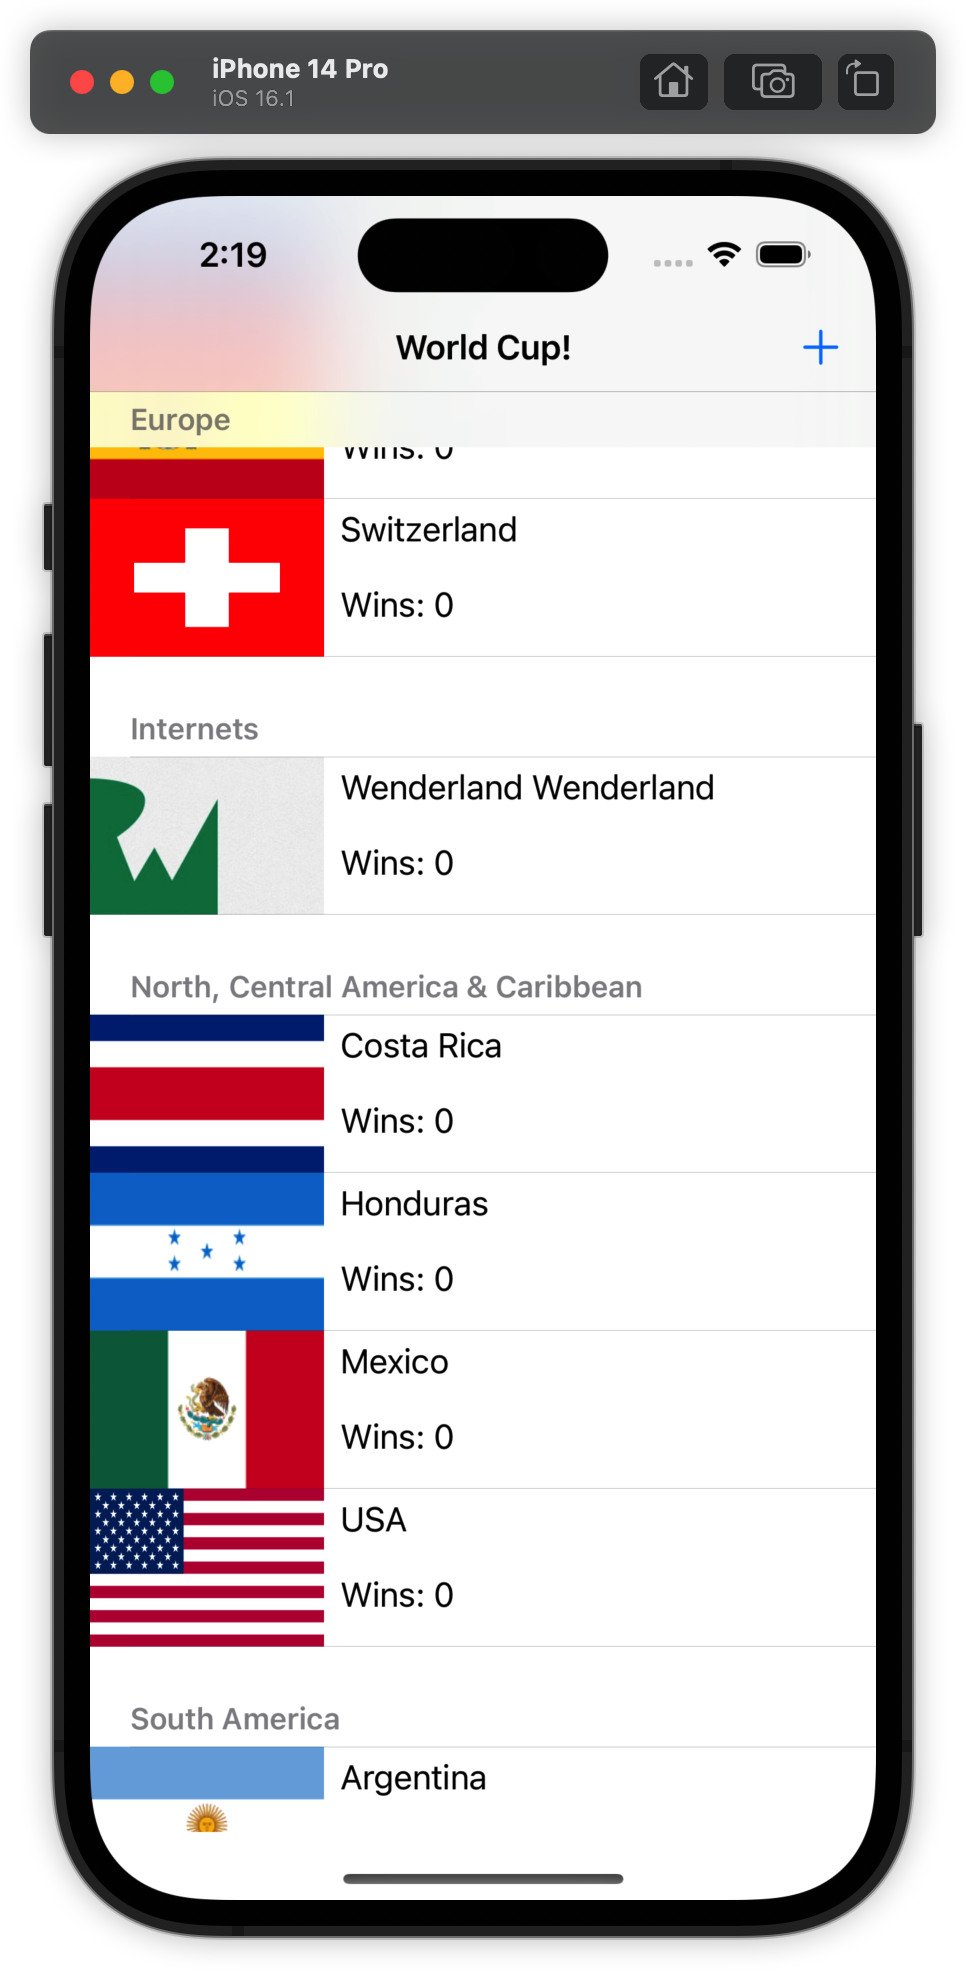 iPhone 14 Pro
iOS 16.1
2:19
World Cup!
Europe
Wins: 0
Switzerland
Wins: 0
Internets
Wenderland Wenderland
Wins: 0
North, Central America & Caribbean
Costa Rica
Wins: 0
Honduras
Wins: 0
Mexico
Wins: 0
USA
Wins: 0
South America
Argentina